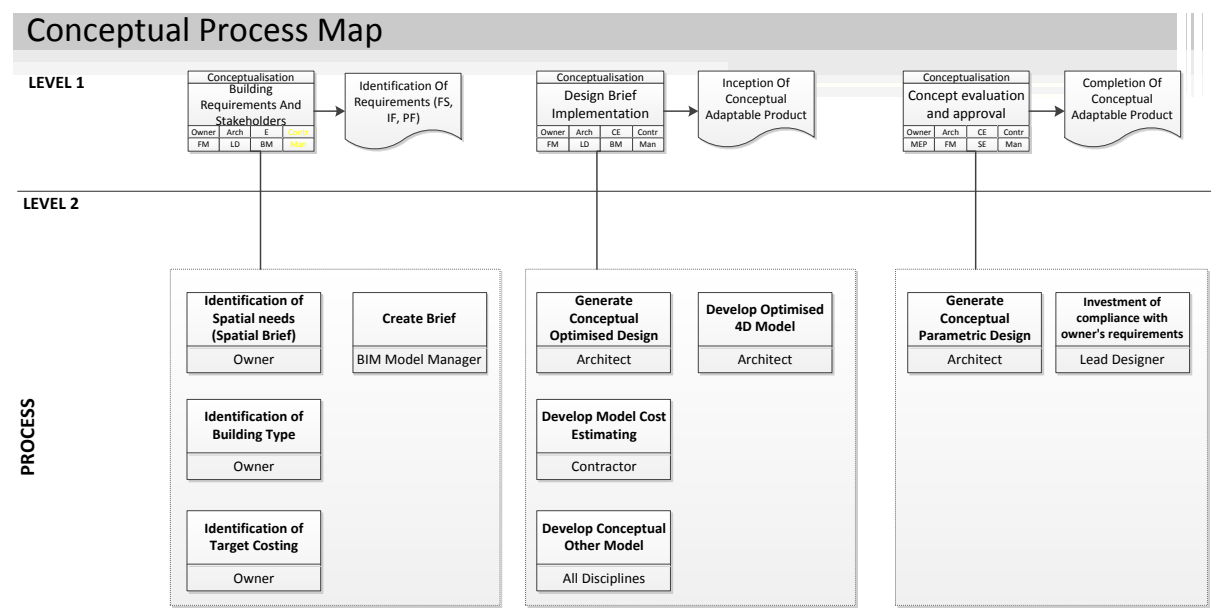 Conceptual Process Map
LEVEL 1
Conceptualisation
Building
Requirements And
Stakeholders
Owner Arch E Contr
FM LD BM Man
Identification Of
Requirements (FS,
IF, PF)
Conceptualisation
Design Brief
Implementation
Owner Arch CE Contr
FM LD BM Man
Inception Of
Conceptual
Adaptable Product
Conceptualisation
Concept evaluation
and approval
Owner Arch CE Contr
MEP FM SE Man
Completion Of
Conceptual
Adaptable Product
LEVEL 2
PROCESS
Identification of
Spatial needs
(Spatial Brief)
Owner
Create Brief
BIM Model Manager
Identification of
Building Type
Owner
Identification of
Target Costing
Owner
Generate
Conceptual
Optimised Design
Architect
Develop Optimised
4D Model
Architect
Develop Model Cost
Estimating
Contractor
Develop Conceptual
Other Model
All Disciplines
Generate
Conceptual
Parametric Design
Architect
Investment of
compliance with
owner's requirements
Lead Designer